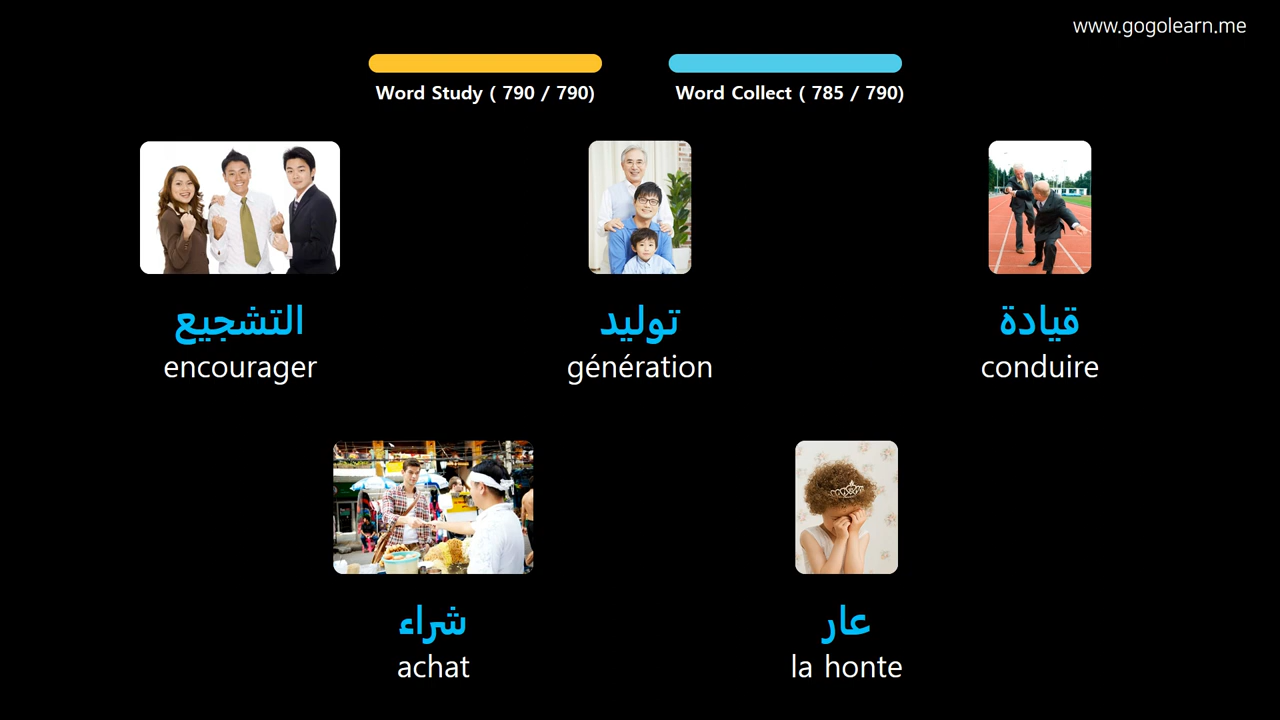 www.gogolearn.me
Word Study ( 790 / 790)
Word Collect ( 785 / 790)
التشجيع
encourager
توليد
génération
قيادة
conduire
شراء
achat
عار
la honte